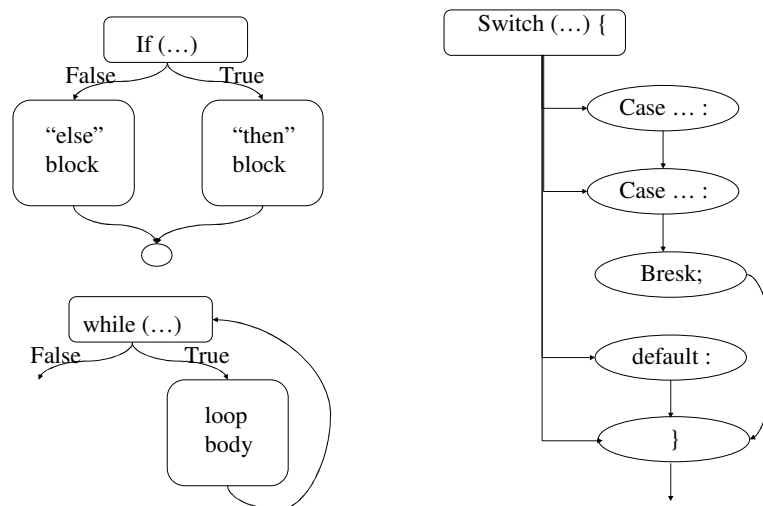 If (…)
False
True
“else”
block
“then”
block
while (…)
False
True
loop
body
Switch (…) {
Case … :
Case … :
Bresk;
default :
}